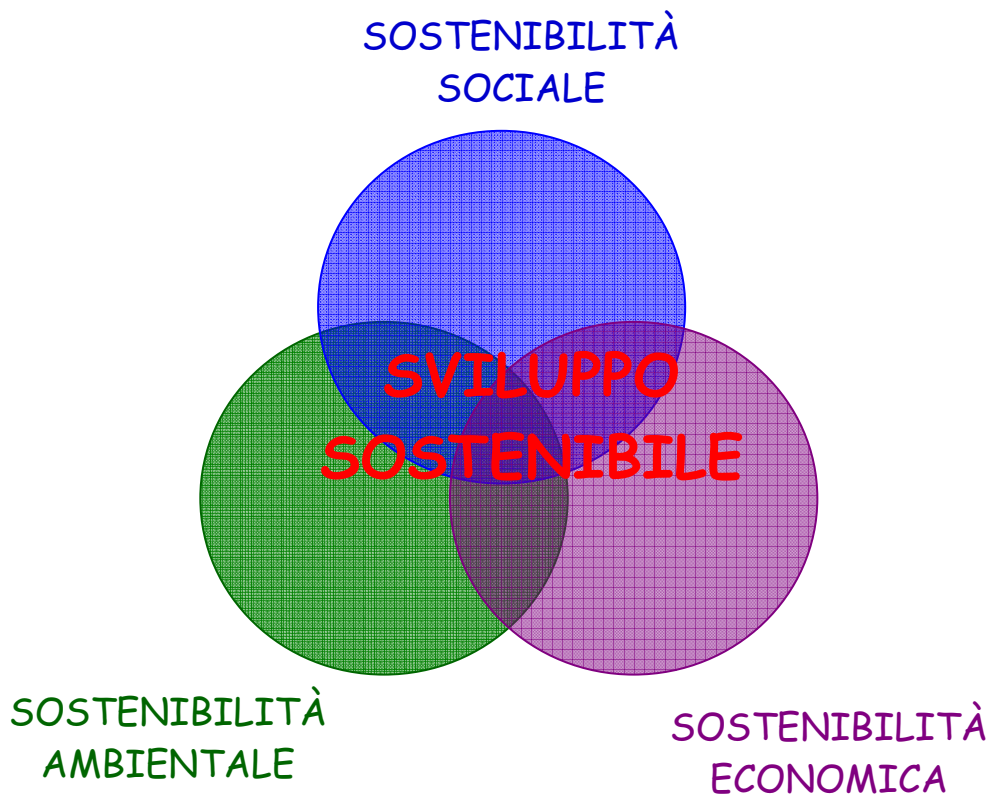 SOSTENIBILITÀ
SOCIALE
SVILUPPO
SOSTENIBILE
SOSTENIBILITÀ
AMBIENTALE
SOSTENIBILITÀ
ECONOMICA